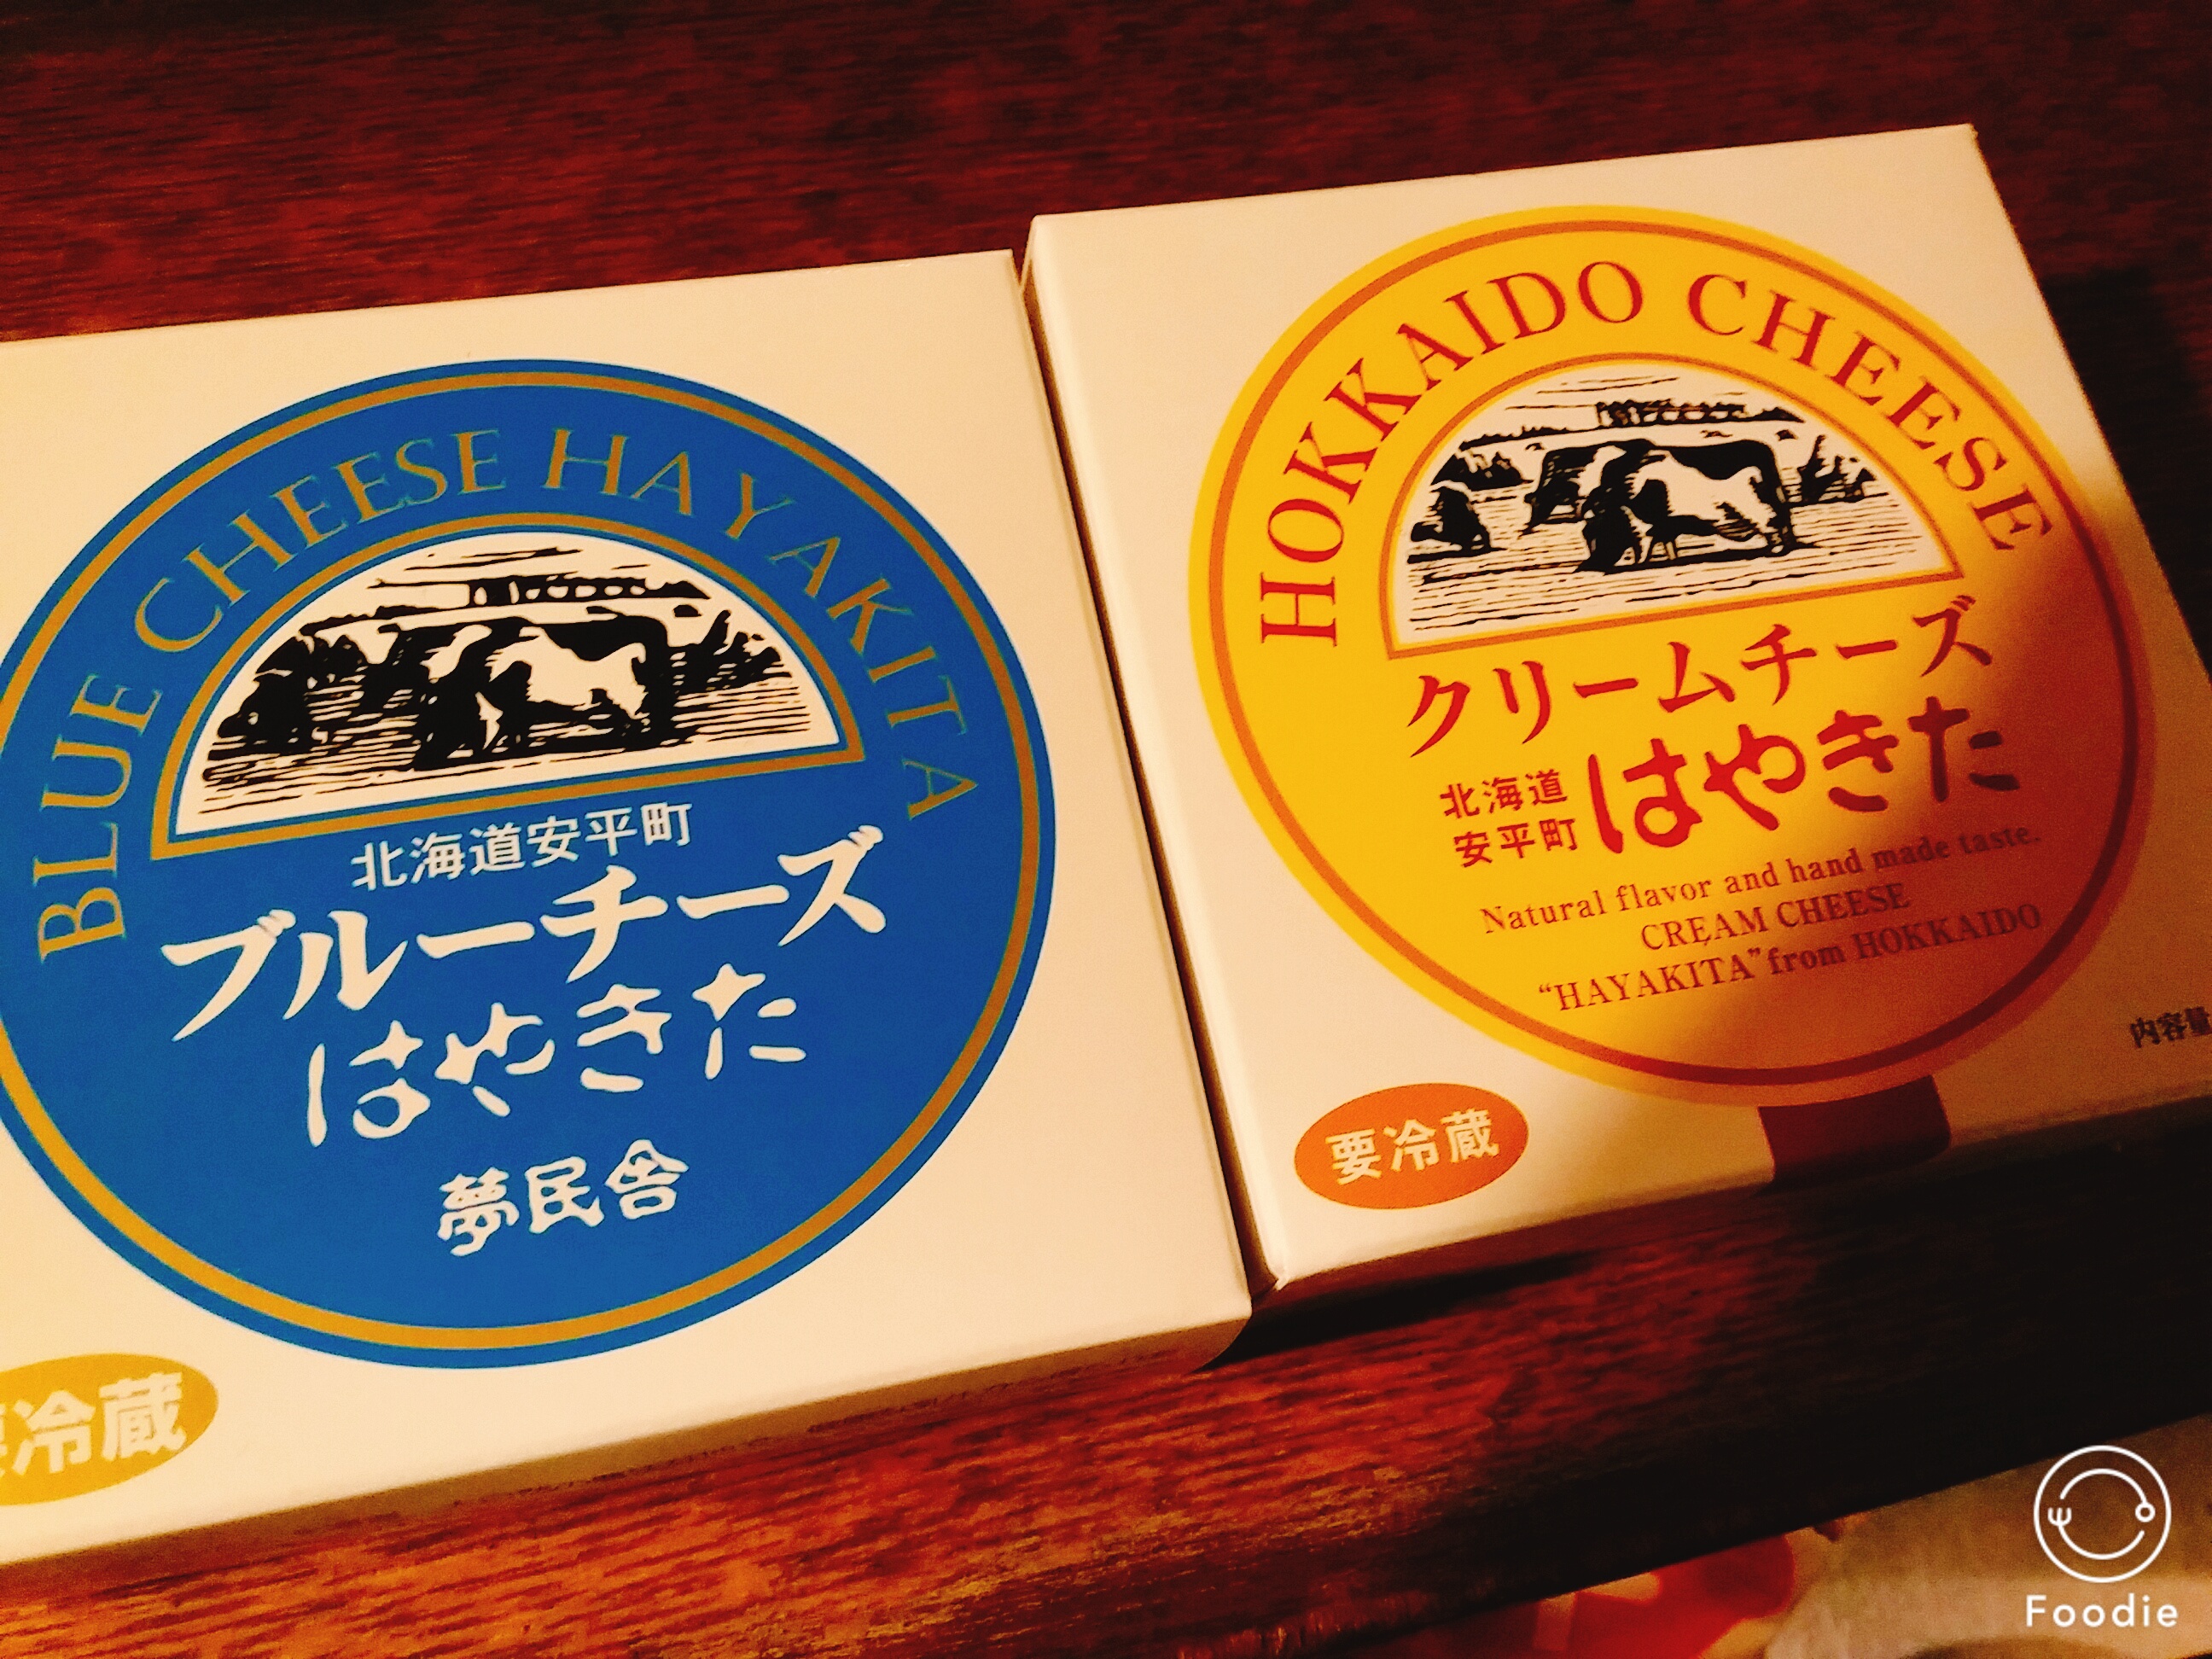 BLUE CHEESE HAYAKITA
北海道安平町
ブルーチーズ
はやきた
夢民舎
要冷蔵
HOKKAIDO CHEESE
クリームチーズ
北海道
安平町
はやきた
Natural flavor and hand made taste.
CREAM CHEESE
"HAYAKITA" from HOKKAIDO
内容量
要冷蔵
Foodie